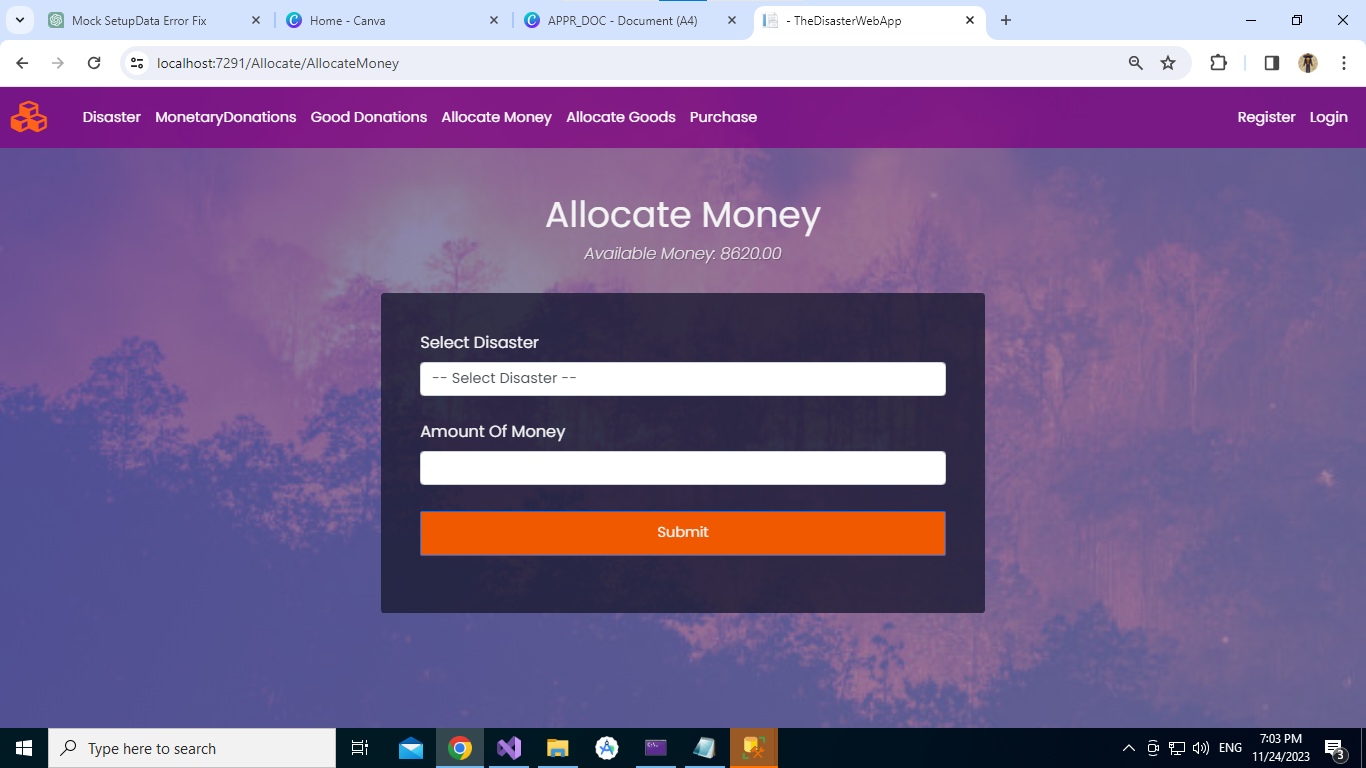 Mock SetupData Error Fix
Home - Canva
APPR_DOC - Document (A4)
- TheDisasterWebApp
localhost:7291/Allocate/AllocateMoney
Disaster MonetaryDonations Good Donations Allocate Money Allocate Goods Purchase Register Login
Allocate Money
Available Money: 8620.00
Select Disaster
-- Select Disaster --
Amount Of Money
Submit
Type here to search
ENG
7:03 PM
11/24/2023
3